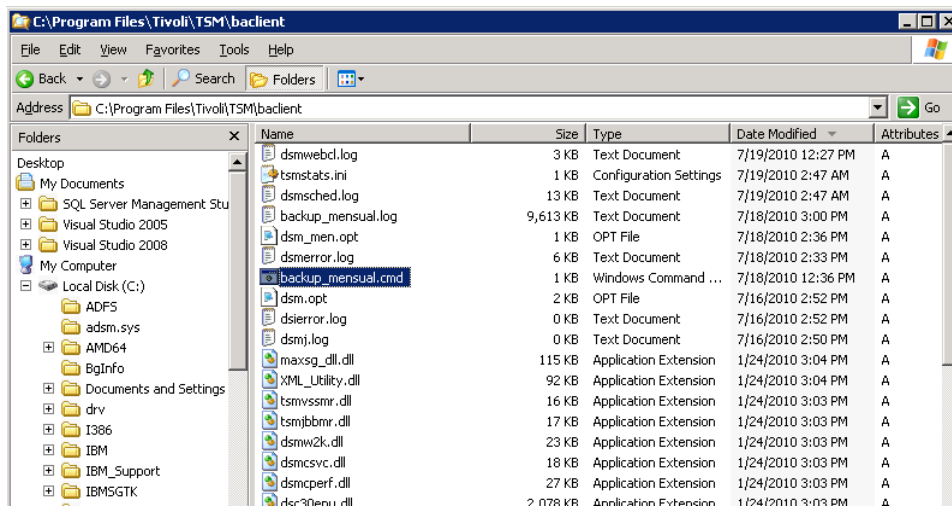 C:\Program Files\Tivoli\TSM\baclient
File Edit View Favorites Tools Help
Back Search Folders
Address C:\Program Files\Tivoli\TSM\baclient Go
Folders x Name Size Type Date Modified Attributes
Desktop
My Documents
SQL Server Management Stu
Visual Studio 2005
Visual Studio 2008
My Computer
Local Disk (C:)
ADFS
adsm.sys
AMD64
BgInfo
Documents and Settings
drv
I386
IBM
IBM_Support
IBMSGTK
dsmwebcl.log 3 KB Text Document 7/19/2010 12:27 PM A
tsmstats.ini 1 KB Configuration Settings 7/19/2010 2:47 AM A
dsmsched.log 13 KB Text Document 7/19/2010 2:47 AM A
backup_mensual.log 9,613 KB Text Document 7/18/2010 3:00 PM A
dsm_men.opt 1 KB OPT File 7/18/2010 2:36 PM A
dsmerror.log 6 KB Text Document 7/18/2010 2:33 PM A
backup_mensual.cmd 1 KB Windows Command ... 7/18/2010 12:36 PM A
dsm.opt 2 KB OPT File 7/16/2010 2:52 PM A
dsierror.log 0 KB Text Document 7/16/2010 2:52 PM A
dsmj.log 0 KB Text Document 7/16/2010 2:50 PM A
maxsg_dll.dll 115 KB Application Extension 1/24/2010 3:04 PM A
XML_Utility.dll 92 KB Application Extension 1/24/2010 3:04 PM A
tsmvssmr.dll 16 KB Application Extension 1/24/2010 3:03 PM A
tsmjbbmr.dll 17 KB Application Extension 1/24/2010 3:03 PM A
dsmw2k.dll 23 KB Application Extension 1/24/2010 3:03 PM A
dsmcsvc.dll 18 KB Application Extension 1/24/2010 3:03 PM A
dsmcperf.dll 27 KB Application Extension 1/24/2010 3:03 PM A
dsc30enu.dll 2,078 KB Application Extension 1/24/2010 3:03 PM A